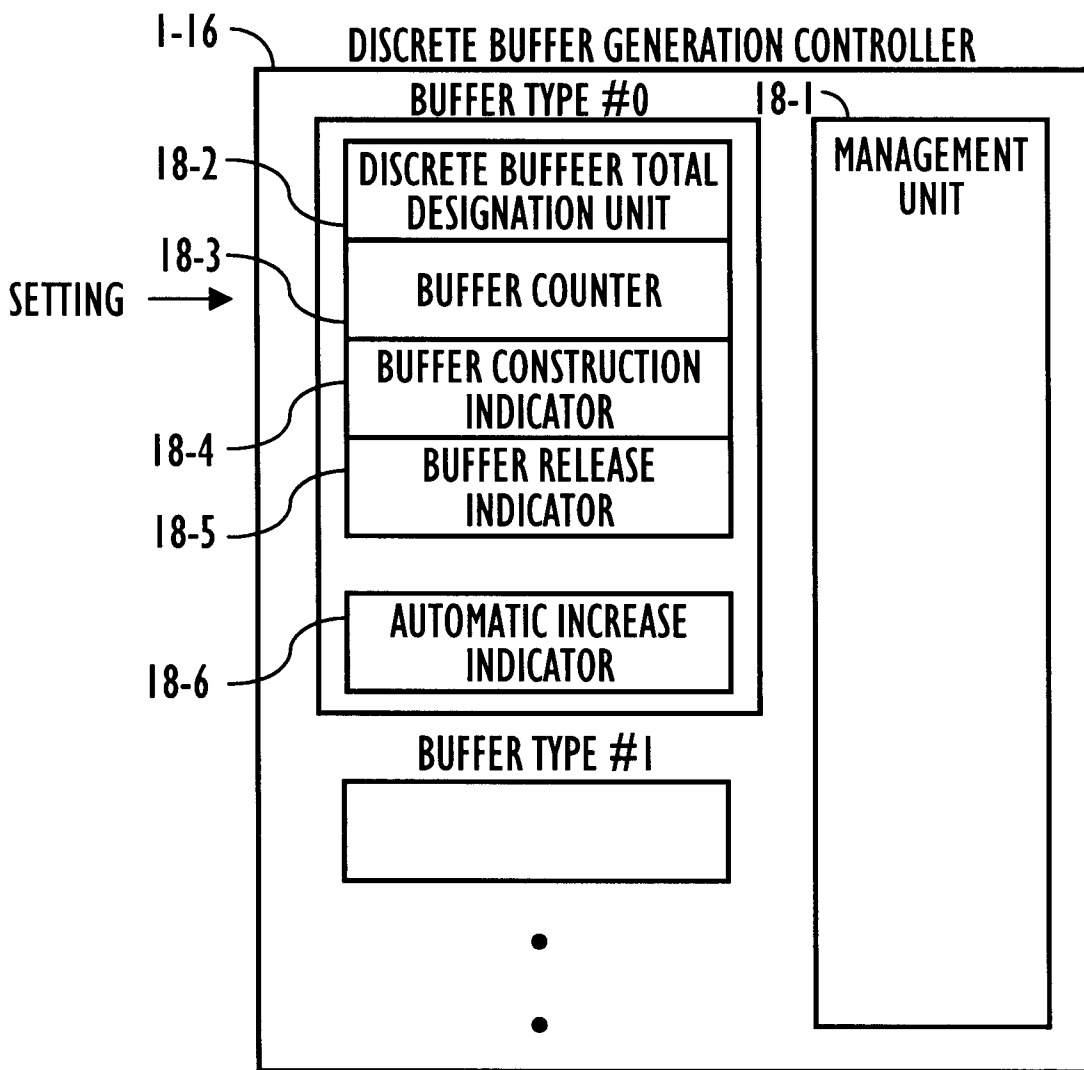 1-16
DISCRETE BUFFER GENERATION CONTROLLER
BUFFER TYPE #0
18-1
18-2
DISCRETE BUFFEER TOTAL
DESIGNATION UNIT
MANAGEMENT
UNIT
18-3
BUFFER COUNTER
SETTING
BUFFER CONSTRUCTION
INDICATOR
18-4
BUFFER RELEASE
INDICATOR
18-5
AUTOMATIC INCREASE
INDICATOR
18-6
BUFFER TYPE #1